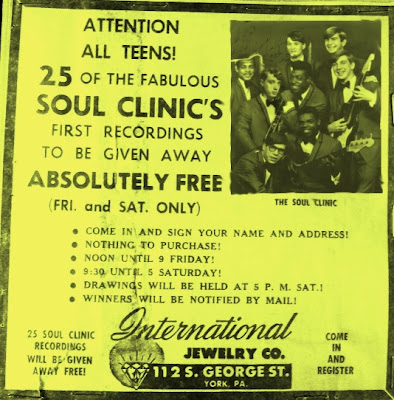 ATTENTION
ALL TEENS!
25 OF THE FABULOUS
SOUL CLINIC'S
FIRST RECORDINGS
TO BE GIVEN AWAY
ABSOLUTELY FREE
(FRI. and SAT. ONLY)
THE SOUL CLINIC
• COME IN AND SIGN YOUR NAME AND ADDRESS!
• NOTHING TO PURCHASE!
• NOON UNTIL 9 FRIDAY!
• 9:30 UNTIL 5 SATURDAY!
• DRAWINGS WILL BE HELD AT 5 P. M. SAT.!
• WINNERS WILL BE NOTIFIED BY MAIL!
25 SOUL CLINIC
RECORDINGS
WILL BE GIVEN
AWAY FREE!
International
JEWELRY CO.
112 S. GEORGE ST.
YORK, PA.
COME
IN
AND
REGISTER